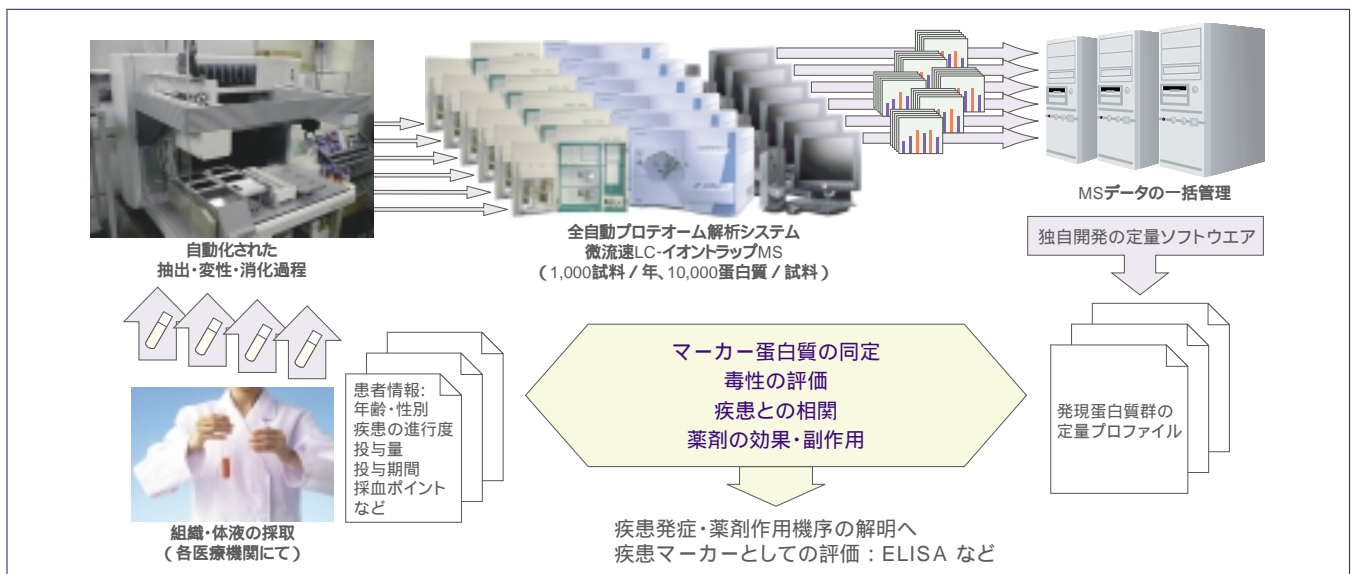 自動化された
抽出・変性・消化過程
全自動プロテオーム解析システム
微流速LC-イオントラップMS
(1,000試料 / 年、10,000蛋白質 / 試料)
MSデータの一括管理
独自開発の定量ソフトウエア
発現蛋白質群の
定量プロファイル
マーカー蛋白質の同定
毒性の評価
疾患との相関
薬剤の効果・副作用
患者情報:
年齢・性別
疾患の進行度
投与量
投与期間
採血ポイント
など
組織・体液の採取
(各医療機関にて)
疾患発症・薬剤作用機序の解明へ
疾患マーカーとしての評価 : ELISA など